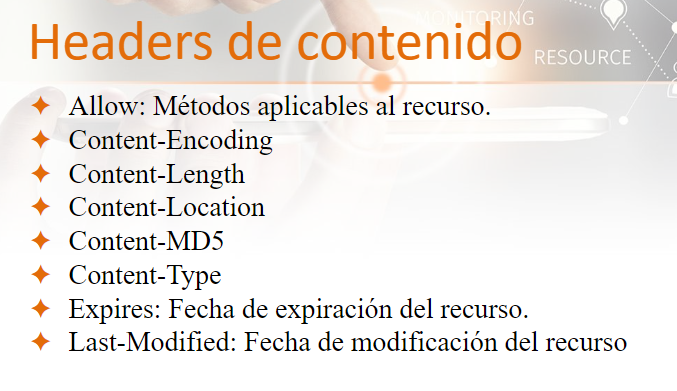 MONITORING
Headers de contenido
RESOURCE
Allow: Métodos aplicables al recurso.
Content-Encoding
Content-Length
Content-Location
Content-MD5
Content-Type
Expires: Fecha de expiración del recurso.
Last-Modified: Fecha de modificación del recurso